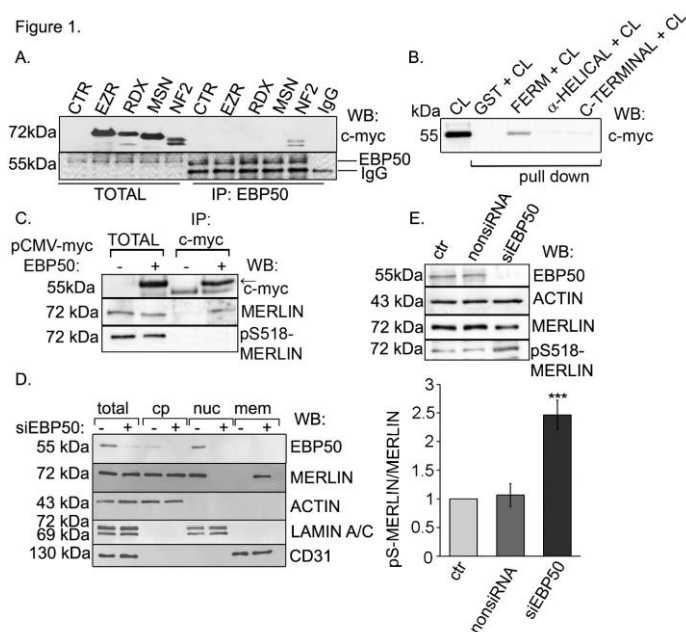 Figure 1.
A.
CTR EZR RDX MSN NF2 CTR EZR RDX MSN NF2 IgG
WB:
72kDa
c-myc
55kDa
EBP50
IgG
TOTAL IP: EBP50
B.
CL GST + CL FERM + CL α-HELICAL + CL C-TERMINAL + CL
kDa WB:
55 c-myc
pull down
C.
IP:
pCMV-myc TOTAL c-myc
EBP50: - + - + WB:
55kDa ← c-myc
72 kDa MERLIN
72 kDa pS518-
MERLIN
D.
total cp nuc mem
siEBP50: - + - + - + - + WB:
55 kDa EBP50
72 kDa MERLIN
43 kDa ACTIN
72 kDa
69 kDa LAMIN A/C
130 kDa CD31
E.
ctr nonsiRNA siEBP50
WB:
55kDa EBP50
43 kDa ACTIN
72 kDa MERLIN
72 kDa pS518-
MERLIN
pS-MERLIN/MERLIN
3
2.5
2
1.5
1
0.5
0
***
ctr nonsiRNA siEBP50